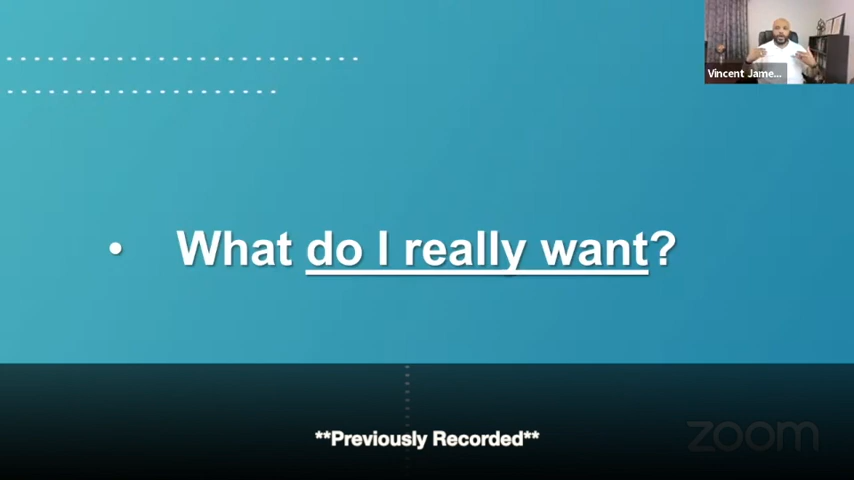 Vincent Jame...
• What do I really want?
**Previously Recorded**
zoom